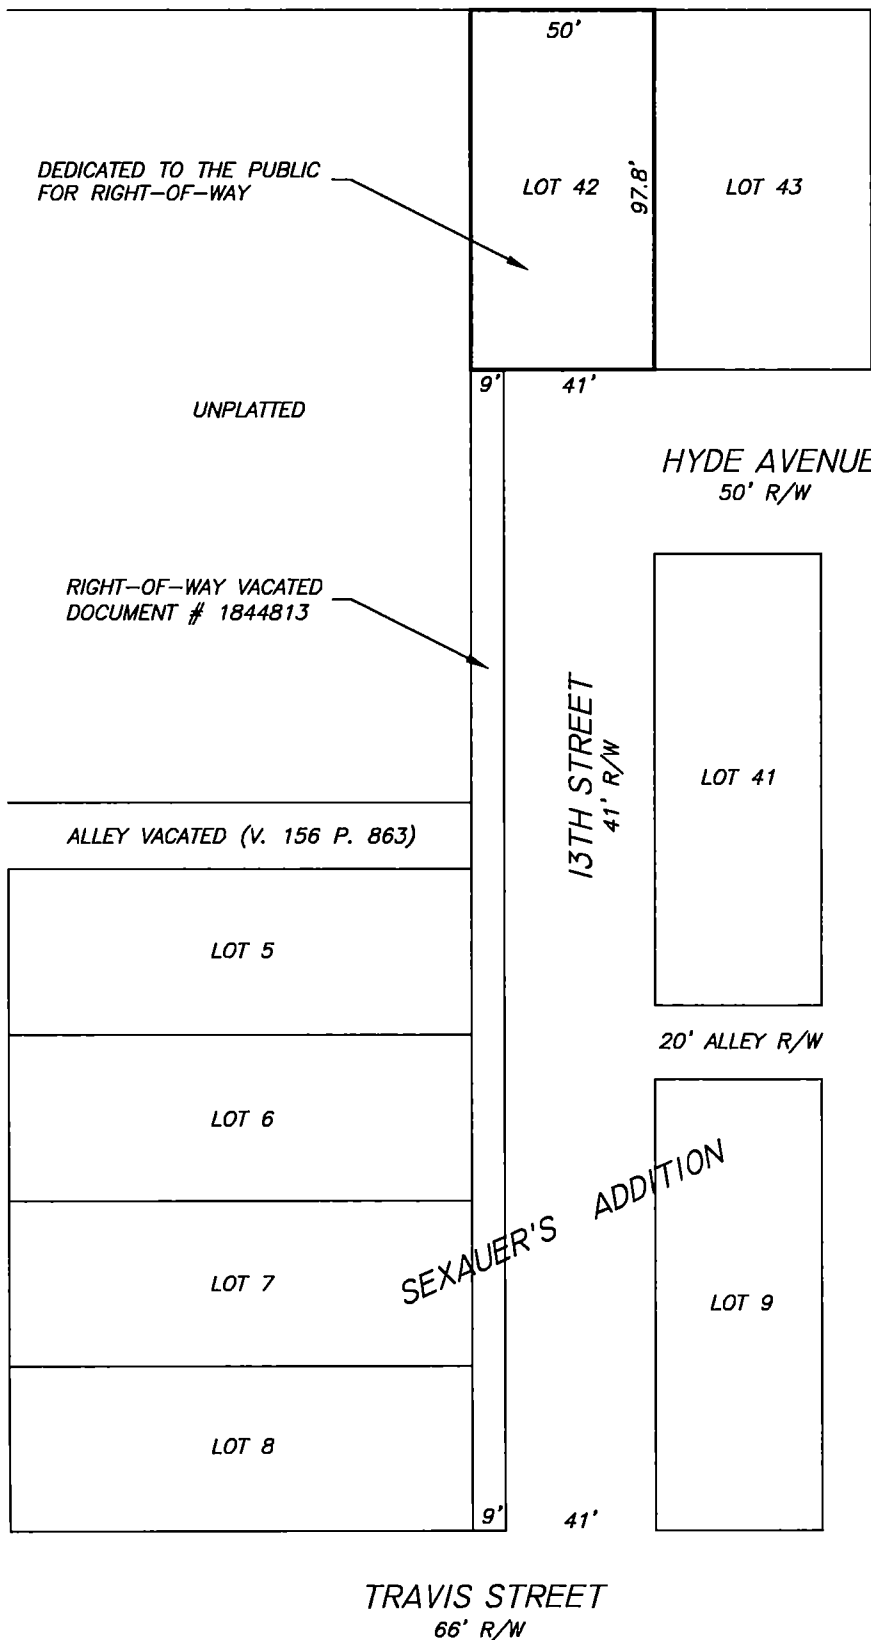 50'
DEDICATED TO THE PUBLIC
FOR RIGHT-OF-WAY
LOT 42
97.8'
LOT 43
9'
41'
UNPLATTED
HYDE AVENUE
50' R/W
RIGHT-OF-WAY VACATED
DOCUMENT # 1844813
13TH STREET
41' R/W
LOT 41
ALLEY VACATED (V. 156 P. 863)
LOT 5
20' ALLEY R/W
LOT 6
SEXAUER'S ADDITION
LOT 7
LOT 9
LOT 8
9'
41'
TRAVIS STREET
66' R/W